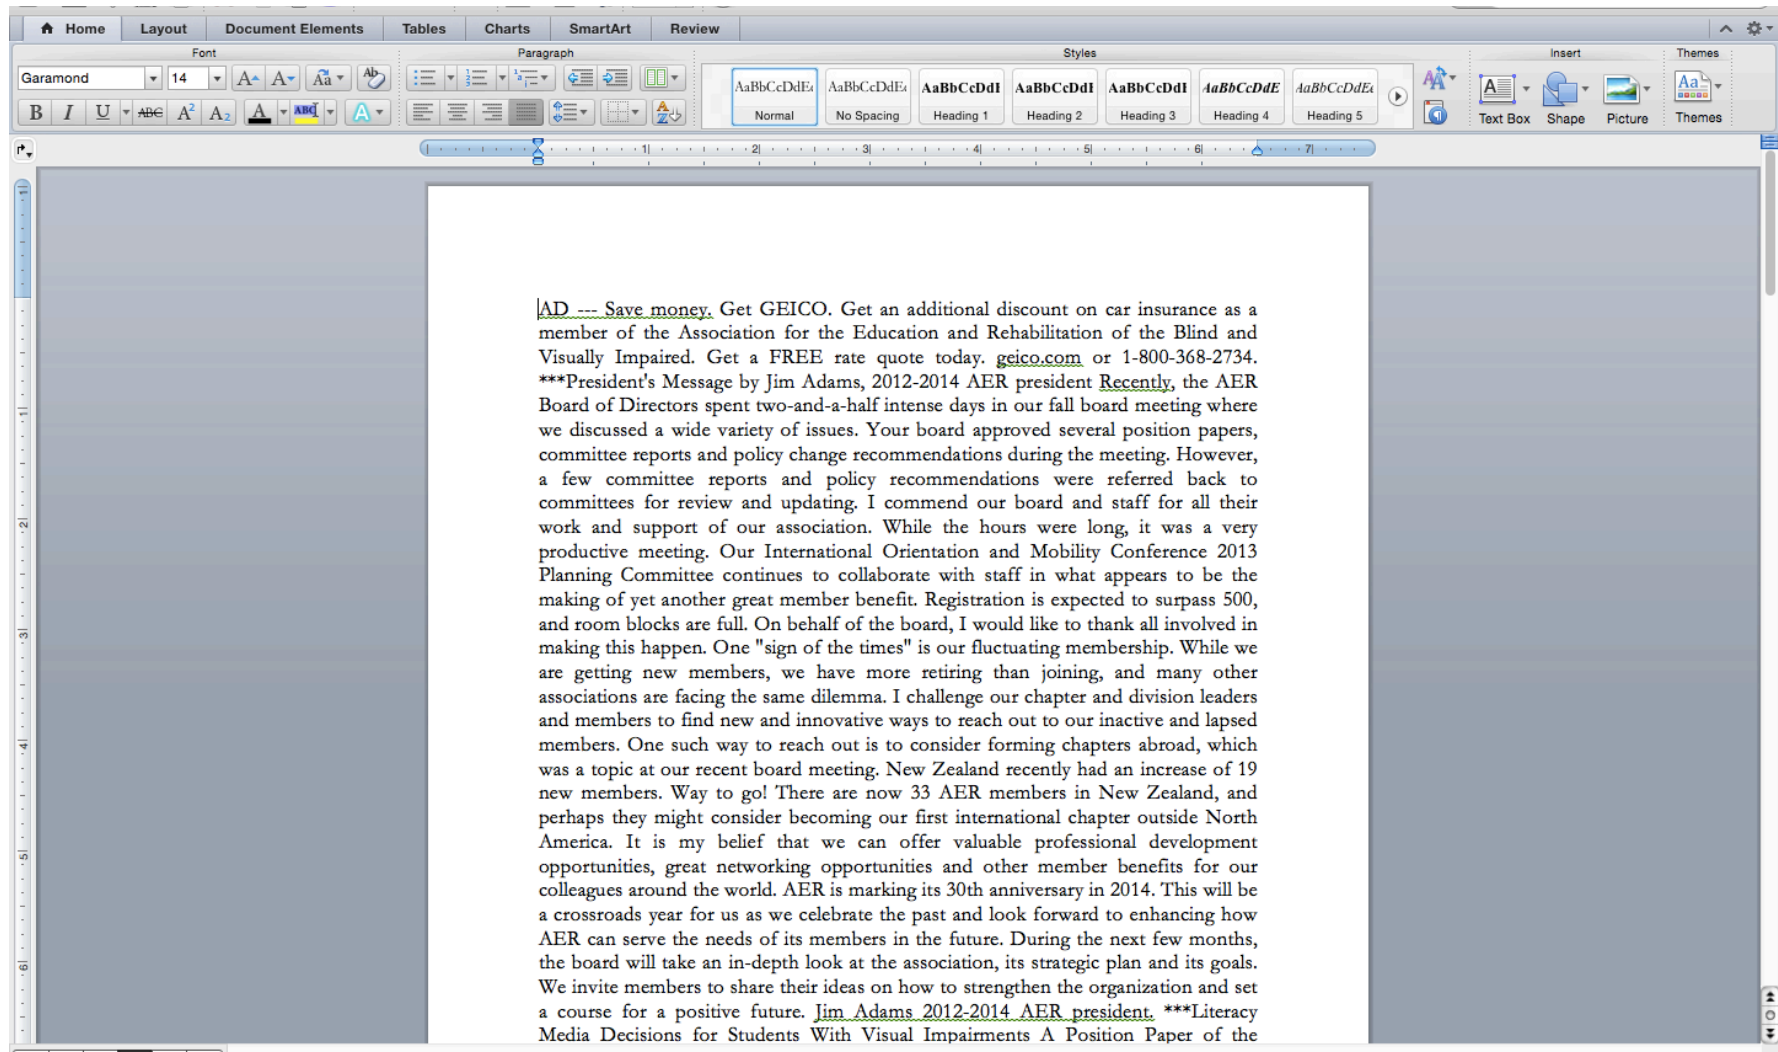 Home Layout Document Elements Tables Charts SmartArt Review
Font Paragraph Styles Insert Themes
Garamond 14
AaBbCcDdEe AaBbCcDdEe AaBbCcDdI AaBbCcDdI AaBbCcDdI AaBbCcDdE AaBbCcDdEe
Normal No Spacing Heading 1 Heading 2 Heading 3 Heading 4 Heading 5
Text Box Shape Picture Themes
B I U ABC A² A₂ A ABC A
1 2 3 4 5 6 7
AD --- Save money. Get GEICO. Get an additional discount on car insurance as a
member of the Association for the Education and Rehabilitation of the Blind and
Visually Impaired. Get a FREE rate quote today. geico.com or 1-800-368-2734.
***President's Message by Jim Adams, 2012-2014 AER president Recently, the AER
Board of Directors spent two-and-a-half intense days in our fall board meeting where
we discussed a wide variety of issues. Your board approved several position papers,
committee reports and policy change recommendations during the meeting. However,
a few committee reports and policy recommendations were referred back to
committees for review and updating. I commend our board and staff for all their
work and support of our association. While the hours were long, it was a very
productive meeting. Our International Orientation and Mobility Conference 2013
Planning Committee continues to collaborate with staff in what appears to be the
making of yet another great member benefit. Registration is expected to surpass 500,
and room blocks are full. On behalf of the board, I would like to thank all involved in
making this happen. One "sign of the times" is our fluctuating membership. While we
are getting new members, we have more retiring than joining, and many other
associations are facing the same dilemma. I challenge our chapter and division leaders
and members to find new and innovative ways to reach out to our inactive and lapsed
members. One such way to reach out is to consider forming chapters abroad, which
was a topic at our recent board meeting. New Zealand recently had an increase of 19
new members. Way to go! There are now 33 AER members in New Zealand, and
perhaps they might consider becoming our first international chapter outside North
America. It is my belief that we can offer valuable professional development
opportunities, great networking opportunities and other member benefits for our
colleagues around the world. AER is marking its 30th anniversary in 2014. This will be
a crossroads year for us as we celebrate the past and look forward to enhancing how
AER can serve the needs of its members in the future. During the next few months,
the board will take an in-depth look at the association, its strategic plan and its goals.
We invite members to share their ideas on how to strengthen the organization and set
a course for a positive future. Jim Adams 2012-2014 AER president. ***Literacy
Media Decisions for Students With Visual Impairments A Position Paper of the